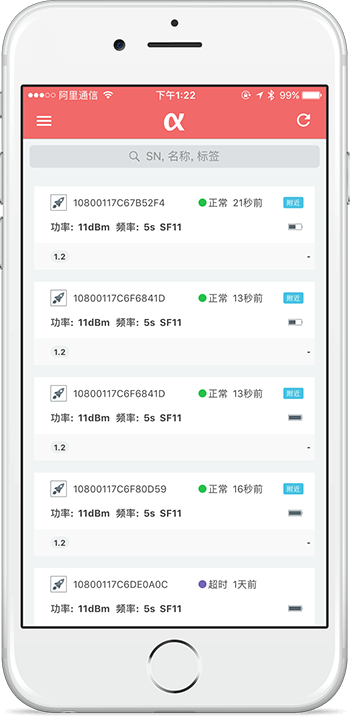 阿里通信 下午1:22 99%
α
SN, 名称, 标签
10800117C67B52F4 正常 21秒前 附近
功率: 11dBm 频率: 5s SF11
1.2 -
10800117C6F6841D 正常 13秒前 附近
功率: 11dBm 频率: 5s SF11
1.2 -
10800117C6F6841D 正常 13秒前 附近
功率: 11dBm 频率: 5s SF11
1.2 -
10800117C6F80D59 正常 16秒前 附近
功率: 11dBm 频率: 5s SF11
1.2 -
10800117C6DE0A0C 超时 1天前
功率: 11dBm 频率: 5s SF11